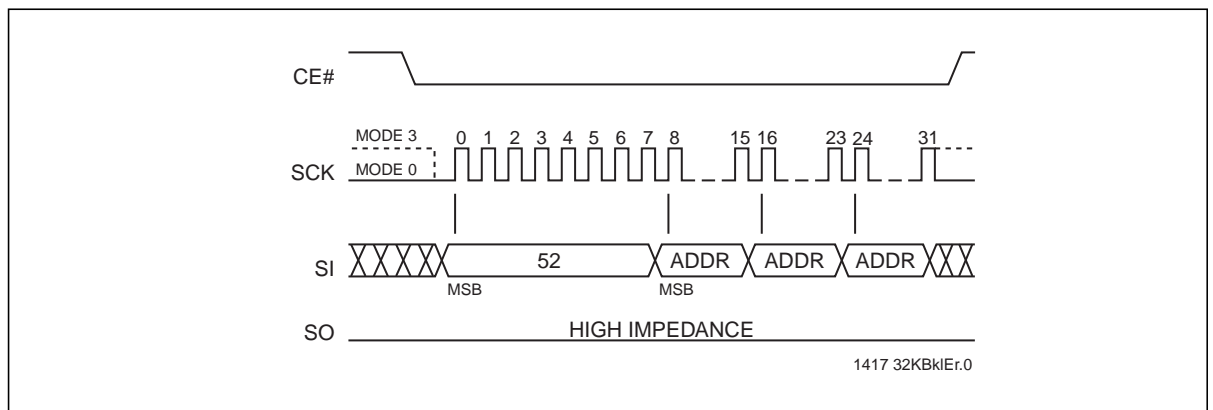 CE#
MODE 3
0 1 2 3 4 5 6 7 8 15 16 23 24 31
SCK
MODE 0
SI
52 ADDR ADDR ADDR
MSB MSB
SO
HIGH IMPEDANCE
1417 32KBklEr.0